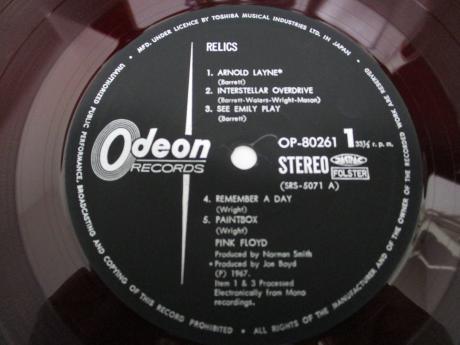 • MFD. UNDER LICENCE BY TOSHIBA MUSICAL INDUSTRIES LTD. IN JAPAN •
RELICS
1. ARNOLD LAYNE*
(Barrett)
2. INTERSTELLAR OVERDRIVE
(Barrett-Waters-Wright-Mason)
3. SEE EMILY PLAY
(Barrett)
Odeon
RECORDS
OP-80261 1 33⅓ r. p. m.
STEREO
FOLSTER
(SRS-5071 A)
4. REMEMBER A DAY
(Wright)
5. PAINTBOX
(Wright)
PINK FLOYD
Produced by Norman Smith
* Produced by Joe Boyd
(P) 1967.
Item 1 & 3 Processed
Electronically from Mono
recordings.
UNAUTHORIZED PUBLIC PERFORMANCE, BROADCASTING AND COPYING OF THIS RECORD PROHIBITED • ALL RIGHTS OF THE MANUFACTURER AND OF THE OWNER OF THE RECORDED WORK ARE RESERVED